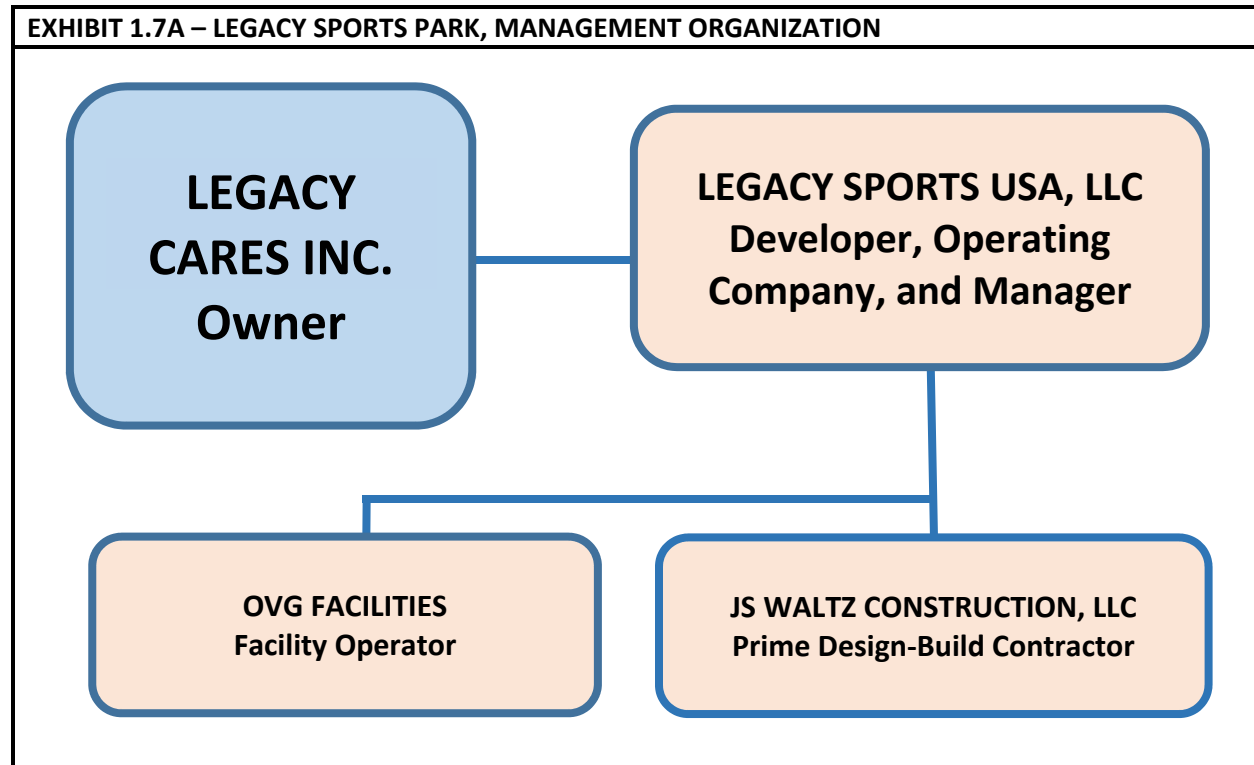 EXHIBIT 1.7A – LEGACY SPORTS PARK, MANAGEMENT ORGANIZATION
LEGACY
CARES INC.
Owner
LEGACY SPORTS USA, LLC
Developer, Operating
Company, and Manager
OVG FACILITIES
Facility Operator
JS WALTZ CONSTRUCTION, LLC
Prime Design-Build Contractor